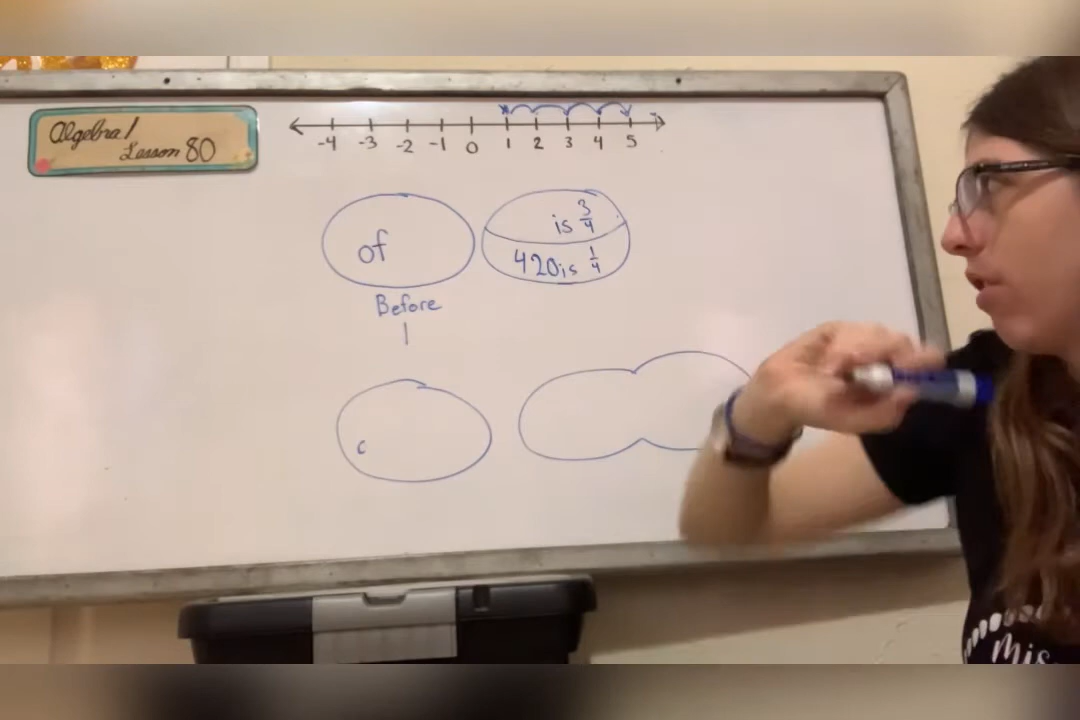 Algebra 1
Lesson 80
-4 -3 -2 -1 0 1 2 3 4 5
of
is 3/4
420 is 1/4
Before
1
c
Mis